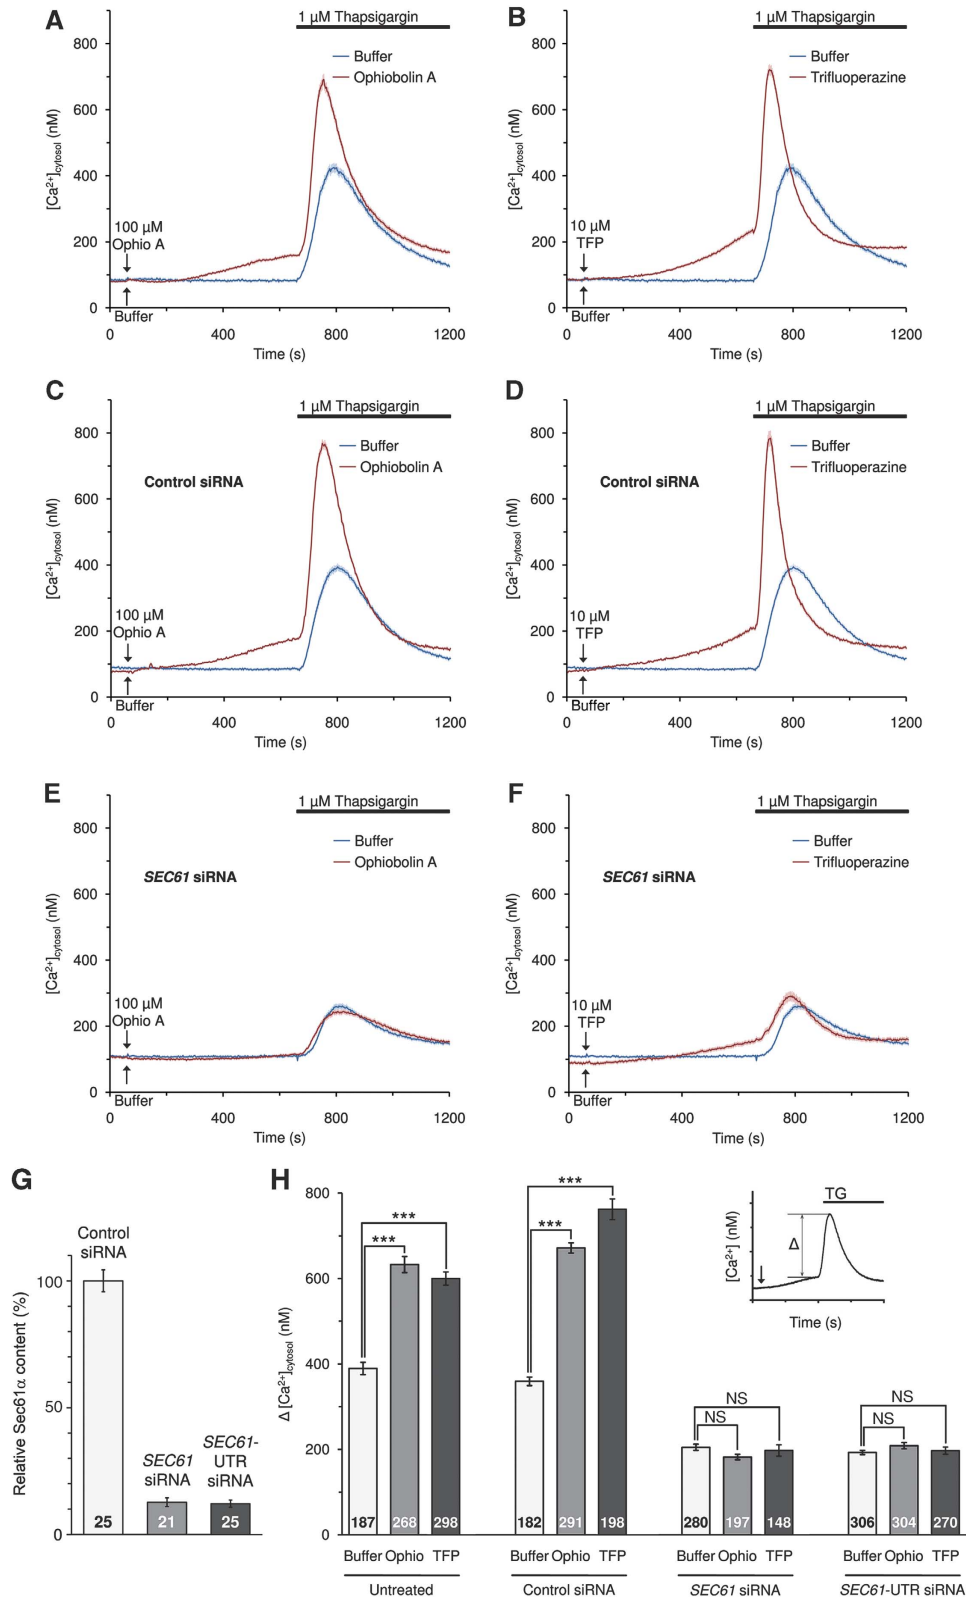 A
1 µM Thapsigargin
Buffer
Ophiobolin A
[Ca²⁺]cytosol (nM)
800
600
400
200
0
100 µM
Ophio A
Buffer
0 400 800 1200
Time (s)
B
1 µM Thapsigargin
Buffer
Trifluoperazine
[Ca²⁺]cytosol (nM)
800
600
400
200
0
10 µM
TFP
Buffer
0 400 800 1200
Time (s)
C
1 µM Thapsigargin
Buffer
Ophiobolin A
Control siRNA
[Ca²⁺]cytosol (nM)
800
600
400
200
0
100 µM
Ophio A
Buffer
0 400 800 1200
Time (s)
D
1 µM Thapsigargin
Buffer
Trifluoperazine
Control siRNA
[Ca²⁺]cytosol (nM)
800
600
400
200
0
10 µM
TFP
Buffer
0 400 800 1200
Time (s)
E
1 µM Thapsigargin
Buffer
Ophiobolin A
SEC61 siRNA
[Ca²⁺]cytosol (nM)
800
600
400
200
0
100 µM
Ophio A
Buffer
0 400 800 1200
Time (s)
F
1 µM Thapsigargin
Buffer
Trifluoperazine
SEC61 siRNA
[Ca²⁺]cytosol (nM)
800
600
400
200
0
10 µM
TFP
Buffer
0 400 800 1200
Time (s)
G
Relative Sec61α content (%)
100
50
0
Control
siRNA
SEC61
siRNA
SEC61-
UTR
siRNA
25 21 25
H
Δ [Ca²⁺]cytosol (nM)
800
600
400
200
0
***
***
***
***
NS
NS
NS
NS
TG
[Ca²⁺] (nM)
Δ
Time (s)
187 268 298 182 291 198 280 197 148 306 304 270
Buffer Ophio TFP Buffer Ophio TFP Buffer Ophio TFP Buffer Ophio TFP
Untreated Control siRNA SEC61 siRNA SEC61-UTR siRNA